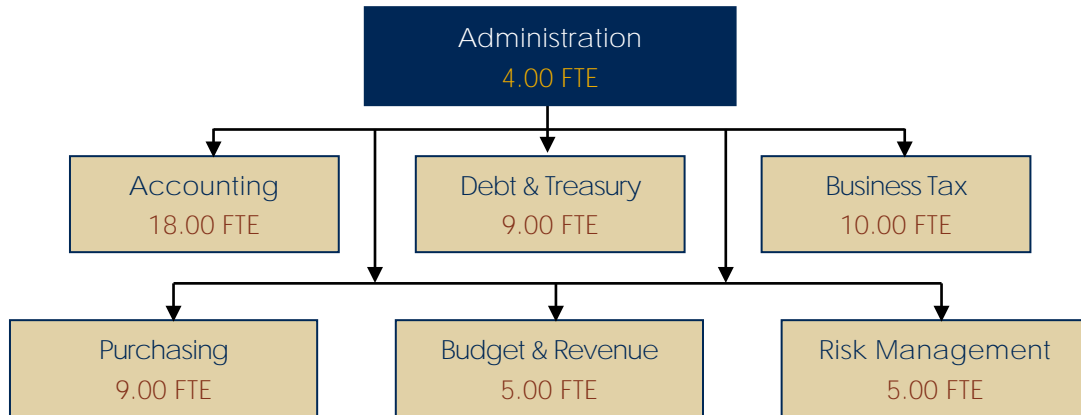 Administration
4.00 FTE
Accounting
18.00 FTE
Debt & Treasury
9.00 FTE
Business Tax
10.00 FTE
Purchasing
9.00 FTE
Budget & Revenue
5.00 FTE
Risk Management
5.00 FTE